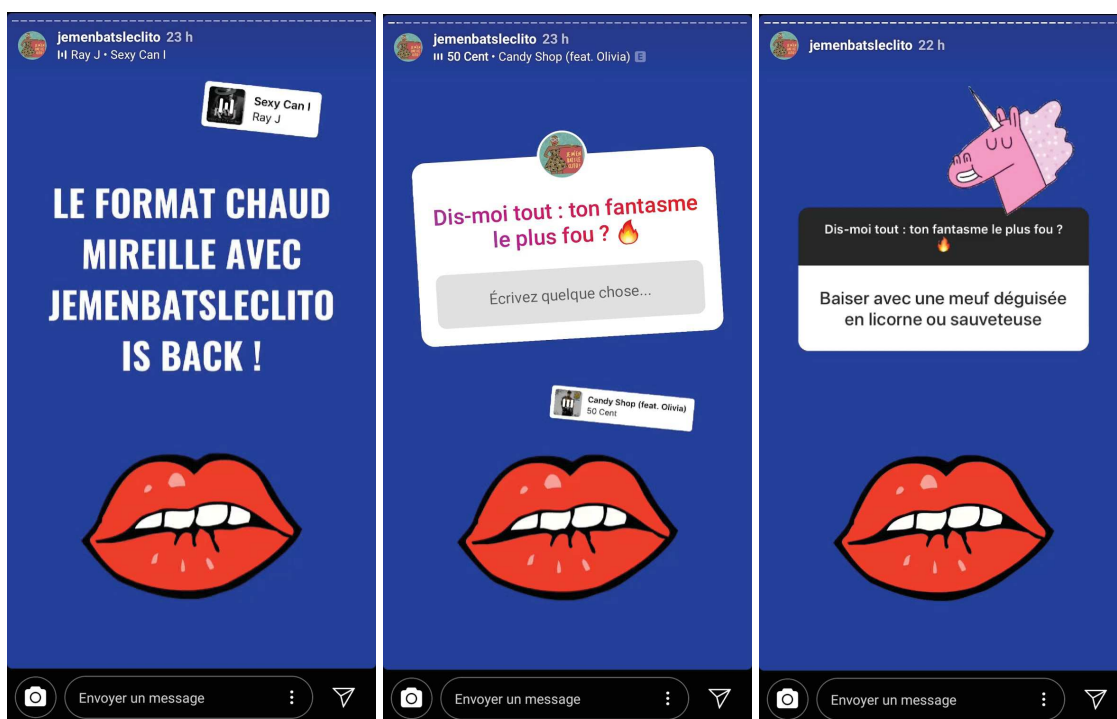 jemenbatsleclito 23 h
Ray J • Sexy Can I
Sexy Can I
Ray J
LE FORMAT CHAUD
MIREILLE AVEC
JEMENBATSLECLITO
IS BACK !
Envoyer un message
jemenbatsleclito 23 h
50 Cent • Candy Shop (feat. Olivia) E
Dis-moi tout : ton fantasme
le plus fou ? 🔥
Écrivez quelque chose...
Candy Shop (feat. Olivia)
50 Cent
Envoyer un message
jemenbatsleclito 22 h
Dis-moi tout : ton fantasme le plus fou ?
🔥
Baiser avec une meuf déguisée
en licorne ou sauveteuse
Envoyer un message